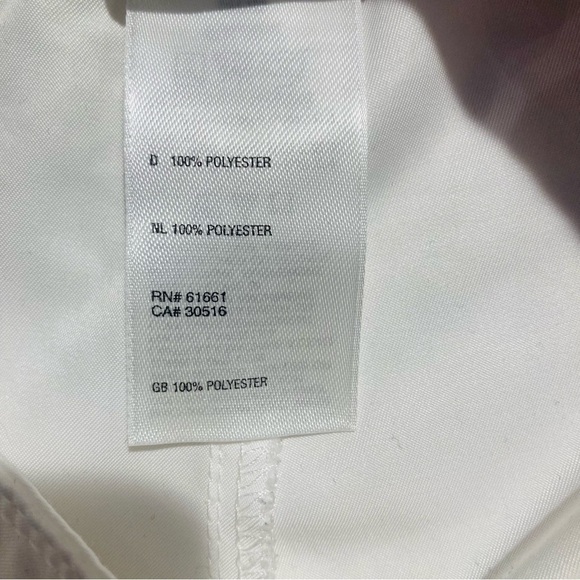 D 100% POLYESTER
NL 100% POLYESTER
RN# 61661
CA# 30516
GB 100% POLYESTER